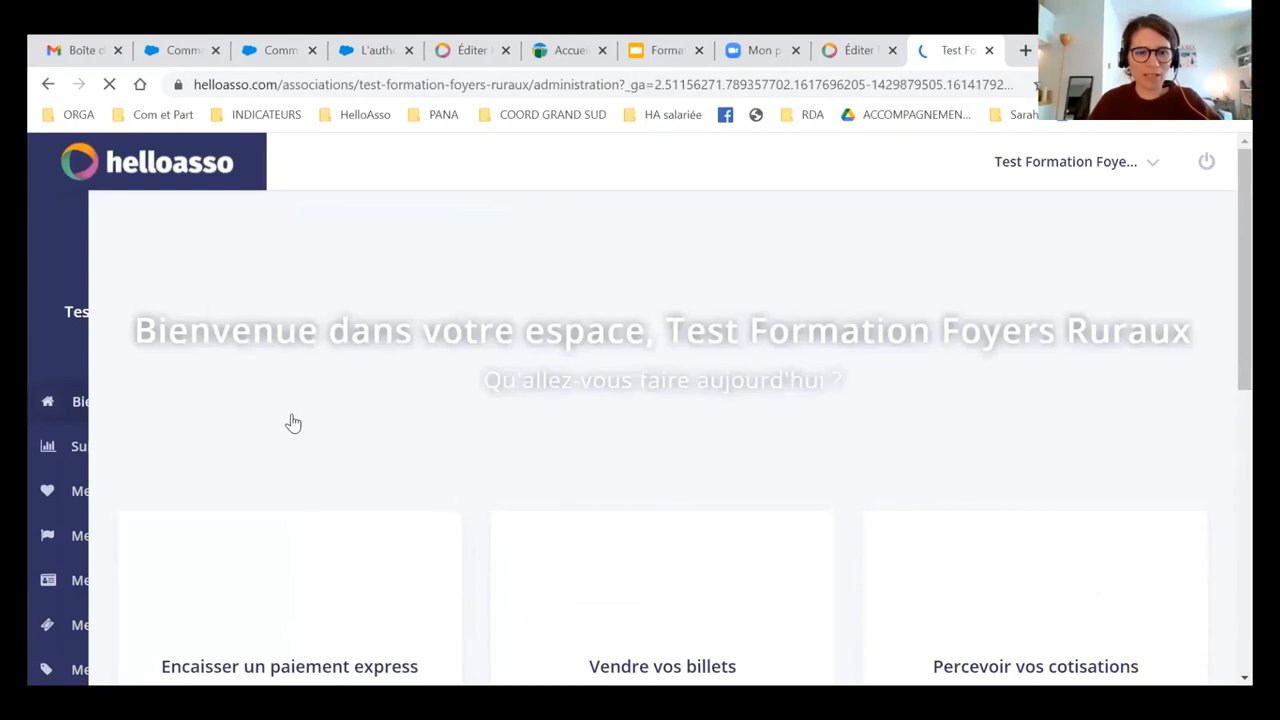 Boîte d
Comme
Comm
L'authe
Éditer
Accue
Forma
Mon p
Éditer
Test Fo
helloasso.com/associations/test-formation-foyers-ruraux/administration?_ga=2.51156271.789357702.1617696205-1429879505.16141792...
ORGA
Com et Part
INDICATEURS
HelloAsso
PANA
COORD GRAND SUD
HA salariée
RDA
ACCOMPAGNEMEN...
Sarah
helloasso
Test Formation Foye...
Tes
Bienvenue dans votre espace, Test Formation Foyers Ruraux
Qu'allez-vous faire aujourd'hui ?
Bie
Su
Me
Me
Me
Me
Me
Encaisser un paiement express
Vendre vos billets
Percevoir vos cotisations